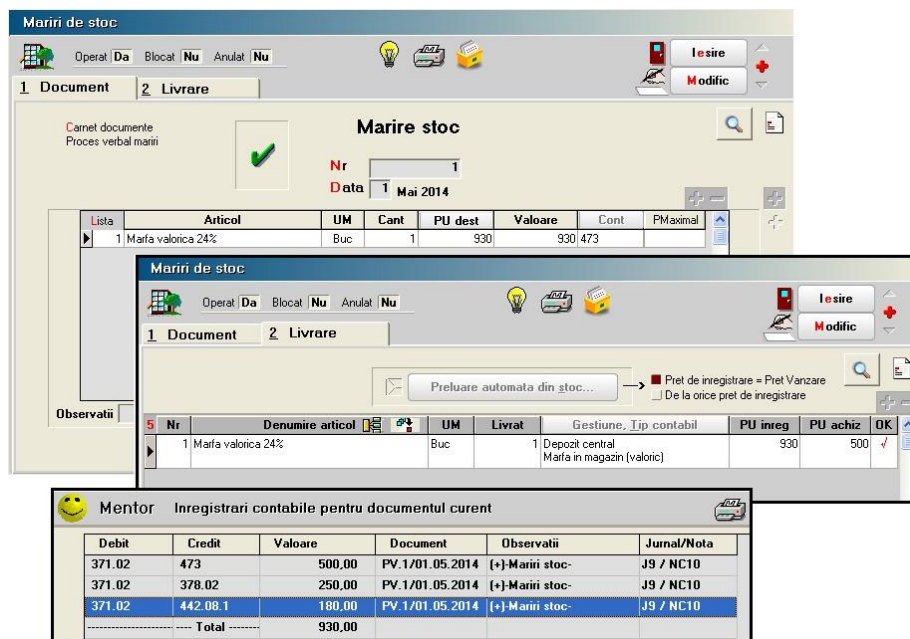 Mariri de stoc
Operat Da Blocat Nu Anulat Nu
Iesire
Modific
1 Document 2 Livrare
Carnet documente
Proces verbal mariri
Marire stoc
Nr 1
Data 1 Mai 2014
Lista Articol UM Cant PU dest Valoare Cont PMaximal
1 Marfa valorica 24% Buc 1 930 930 473
Observatii
Mariri de stoc
Operat Da Blocat Nu Anulat Nu
Iesire
Modific
1 Document 2 Livrare
Preluare automata din stoc...
Pret de inregistrare = Pret Vanzare
De la orice pret de inregistrare
5 Nr Denumire articol UM Livrat Gestiune, Tip contabil PU inreg PU achiz OK
1 Marfa valorica 24% Buc 1 Depozit central 930 500 √
Marfa in magazin (valoric)
Mentor Inregistrari contabile pentru documentul curent
Debit Credit Valoare Document Observatii Jurnal/Nota
371.02 473 500,00 PV.1/01.05.2014 (+)-Mariri stoc- J9 / NC10
371.02 378.02 250,00 PV.1/01.05.2014 (+)-Mariri stoc- J9 / NC10
371.02 442.08.1 180,00 PV.1/01.05.2014 (+)-Mariri stoc- J9 / NC10
---------------------- ---- Total ------- 930,00